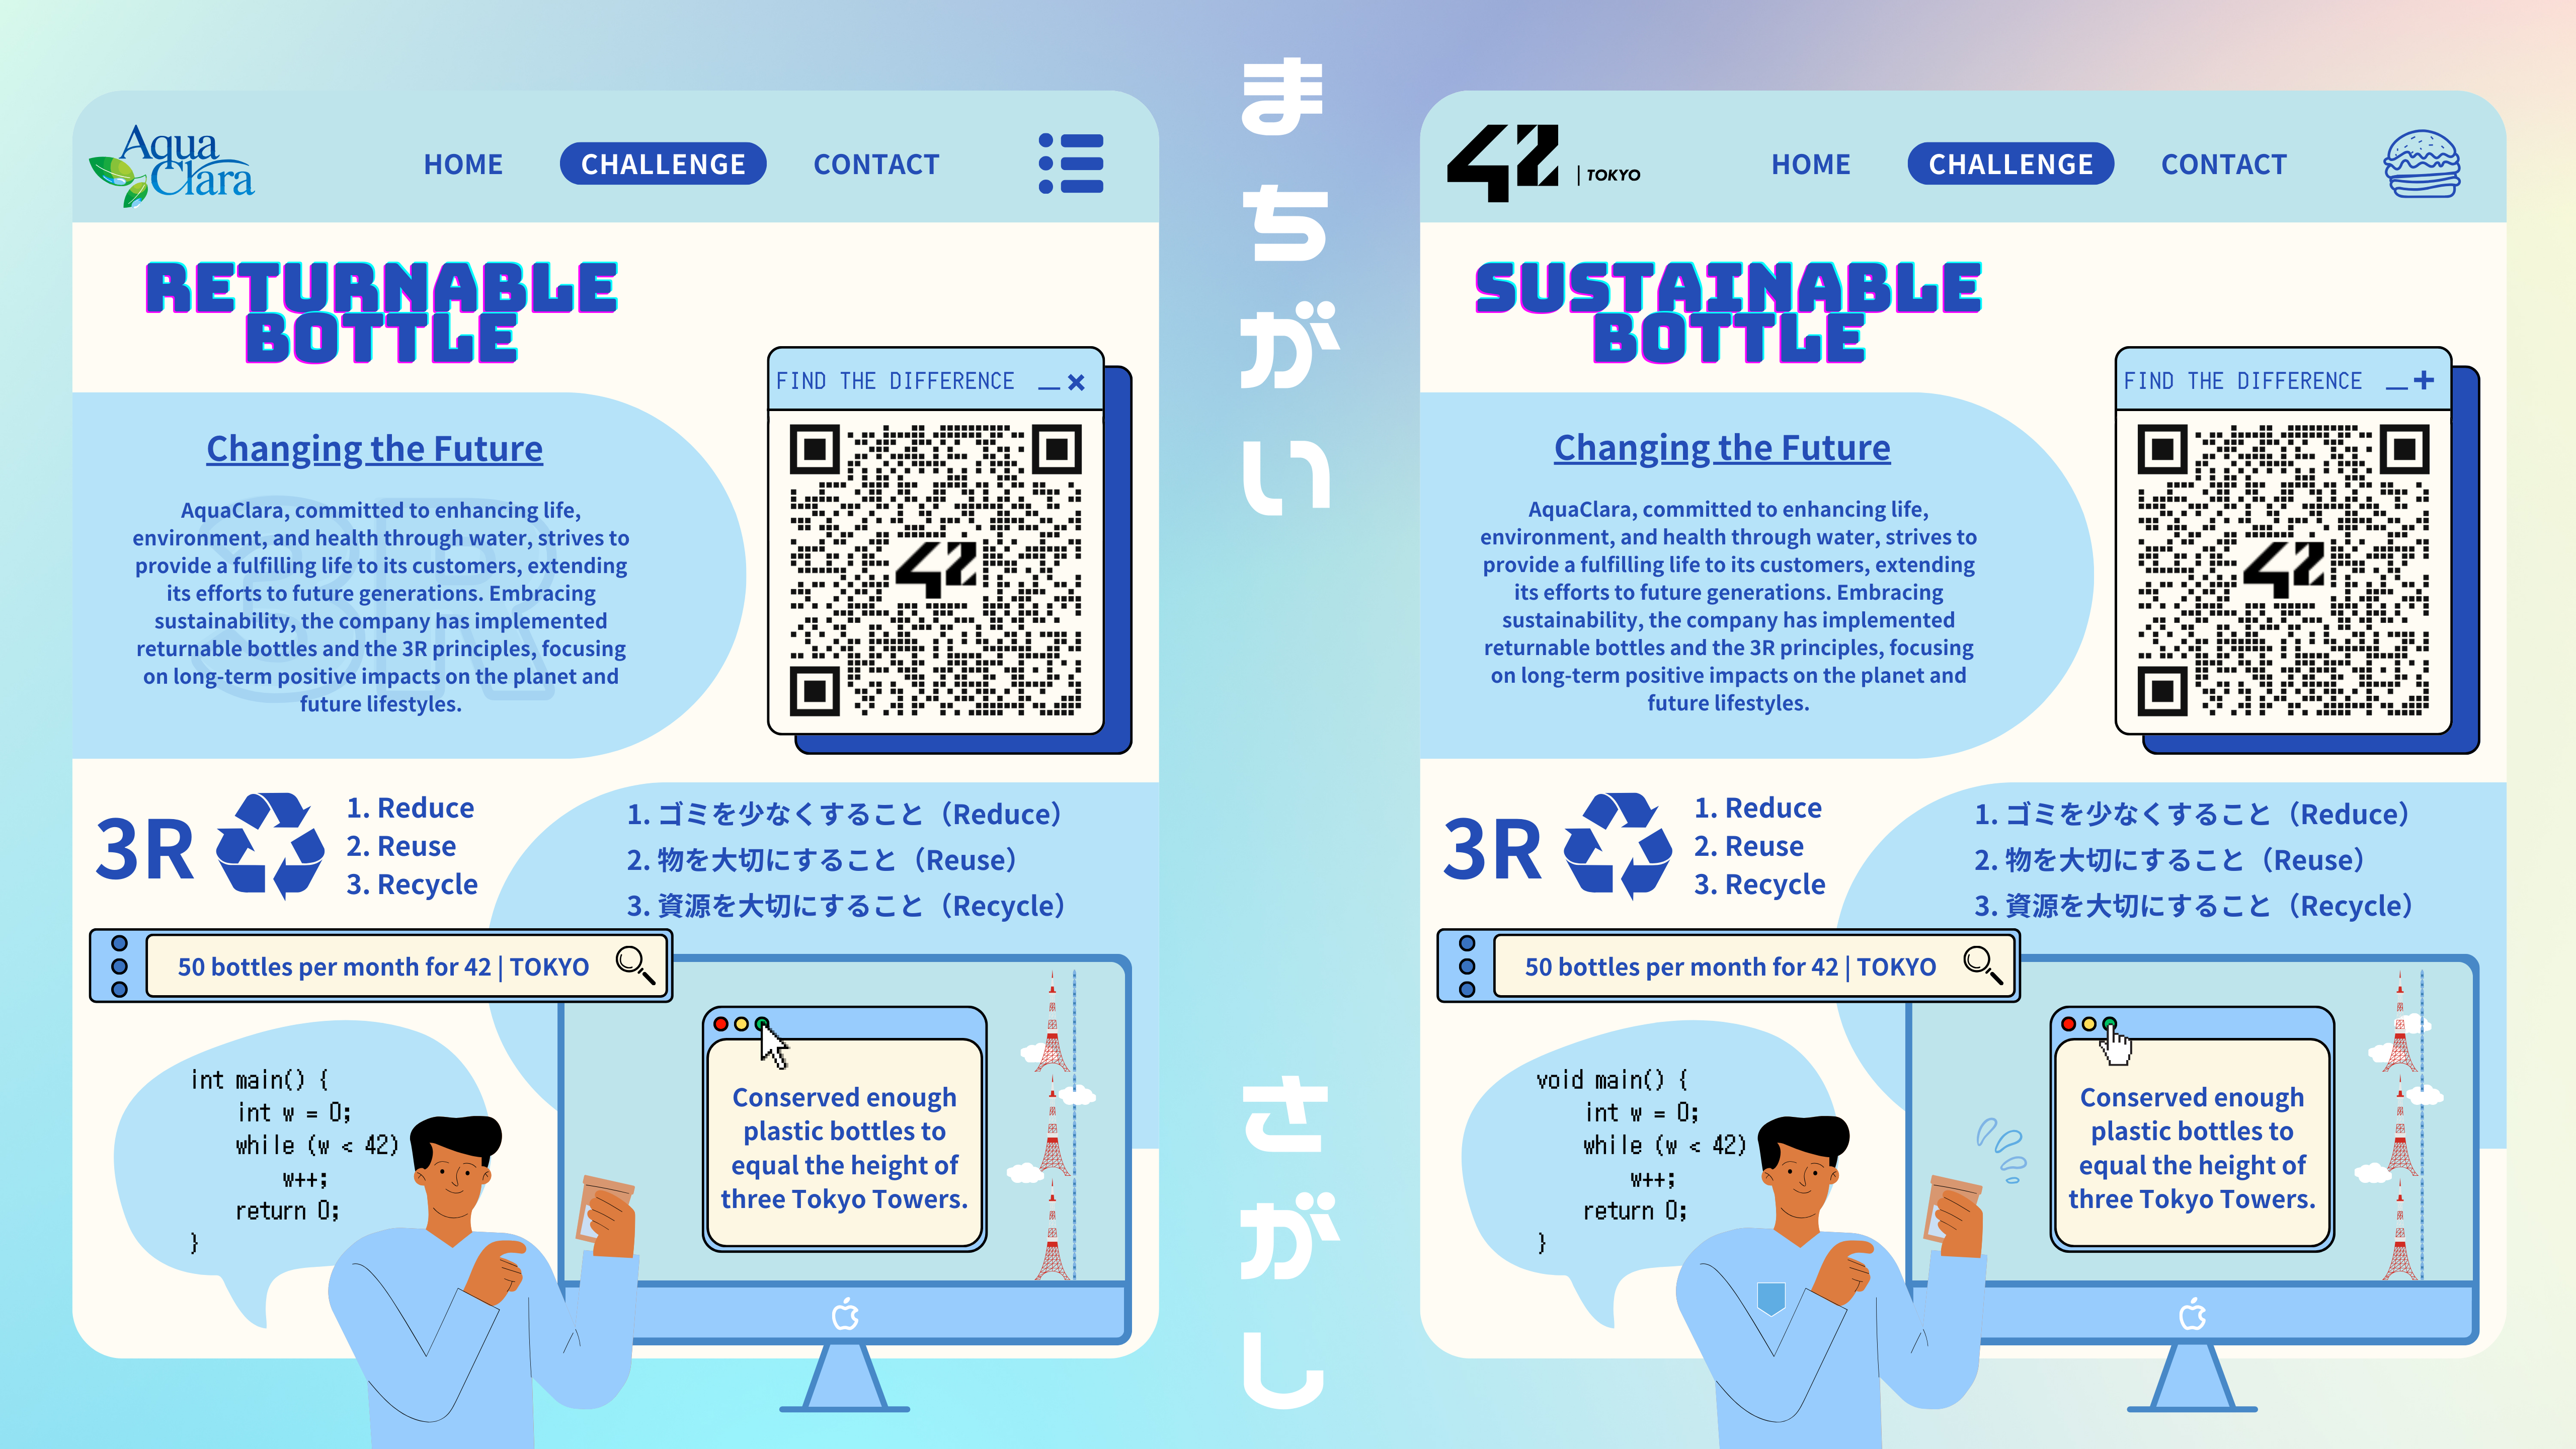 Aqua
Clara
HOME
CHALLENGE
CONTACT
RETURNABLE
BOTTLE
FIND THE DIFFERENCE
Changing the Future
3R
AquaClara, committed to enhancing life,
environment, and health through water, strives to
provide a fulfilling life to its customers, extending
its efforts to future generations. Embracing
sustainability, the company has implemented
returnable bottles and the 3R principles, focusing
on long-term positive impacts on the planet and
future lifestyles.
42
3R
1. Reduce
2. Reuse
3. Recycle
1. ゴミを少なくすること（Reduce）
2. 物を大切にすること（Reuse）
3. 資源を大切にすること（Recycle）
50 bottles per month for 42 | TOKYO
int main() {
int w = 0;
while (w < 42)
w++;
return 0;
}
Conserved enough
plastic bottles to
equal the height of
three Tokyo Towers.
まちがい
さがし
42 | TOKYO
HOME
CHALLENGE
CONTACT
SUSTAINABLE
BOTTLE
FIND THE DIFFERENCE
Changing the Future
AquaClara, committed to enhancing life,
environment, and health through water, strives to
provide a fulfilling life to its customers, extending
its efforts to future generations. Embracing
sustainability, the company has implemented
returnable bottles and the 3R principles, focusing
on long-term positive impacts on the planet and
future lifestyles.
42
3R
1. Reduce
2. Reuse
3. Recycle
1. ゴミを少なくすること（Reduce）
2. 物を大切にすること（Reuse）
3. 資源を大切にすること（Recycle）
50 bottles per month for 42 | TOKYO
void main() {
int w = 0;
while (w < 42)
w++;
return 0;
}
Conserved enough
plastic bottles to
equal the height of
three Tokyo Towers.